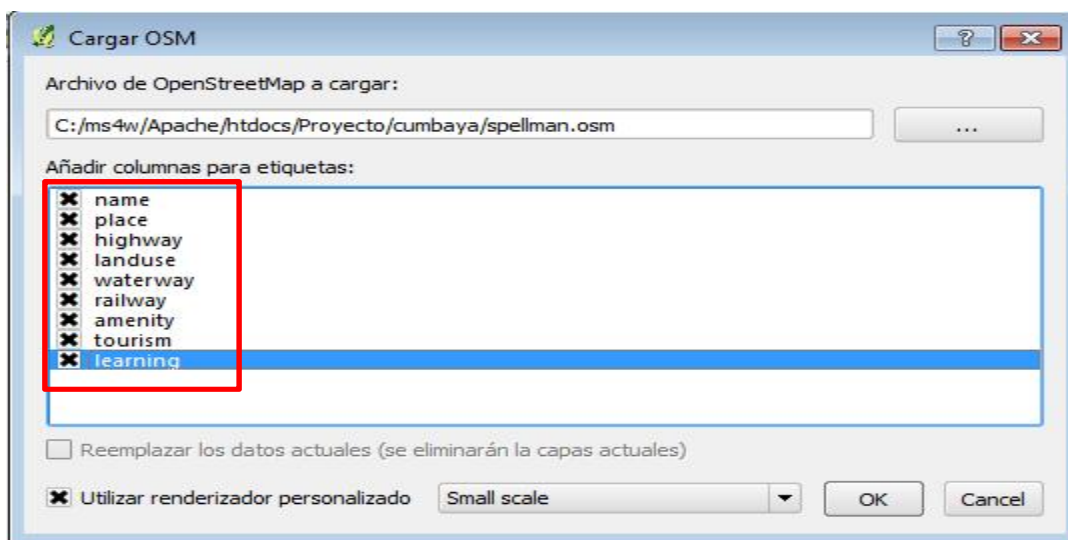 Cargar OSM
Archivo de OpenStreetMap a cargar:
C:/ms4w/Apache/htdocs/Proyecto/cumbaya/spellman.osm
...
Añadir columnas para etiquetas:
name
place
highway
landuse
waterway
railway
amenity
tourism
learning
Reemplazar los datos actuales (se eliminarán la capas actuales)
Utilizar renderizador personalizado
Small scale
OK
Cancel